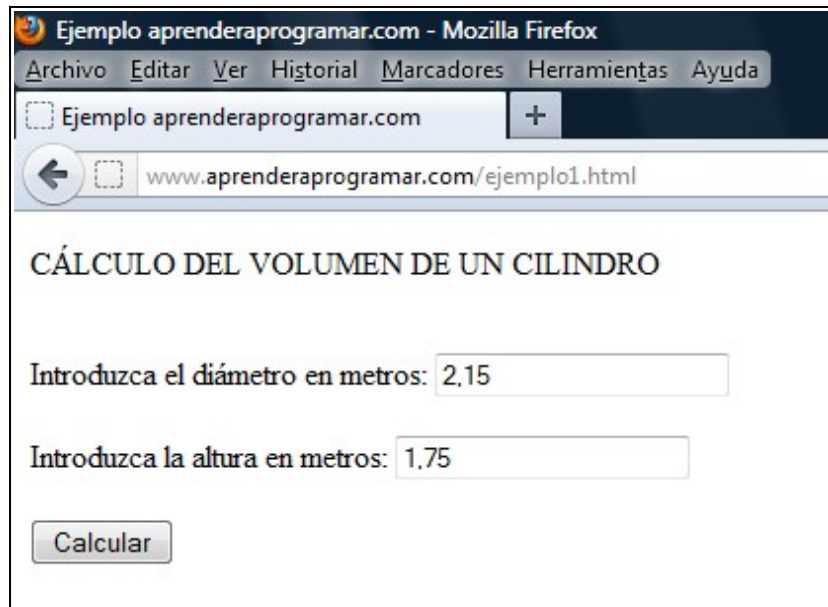 Ejemplo aprenderaprogramar.com - Mozilla Firefox
Archivo Editar Ver Historial Marcadores Herramientas Ayuda
Ejemplo aprenderaprogramar.com +
www.aprenderaprogramar.com/ejemplo1.html
CÁLCULO DEL VOLUMEN DE UN CILINDRO
Introduzca el diámetro en metros: 2,15
Introduzca la altura en metros: 1,75
Calcular